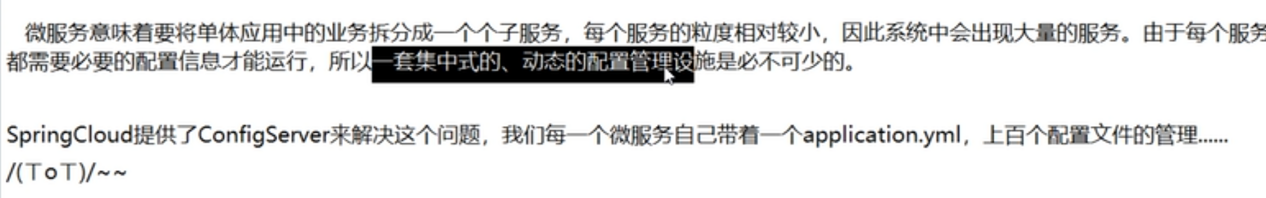 微服务意味着要将单体应用中的业务拆分成一个个子服务，每个服务的粒度相对较小，因此系统中会出现大量的服务。由于每个服务
都需要必要的配置信息才能运行，所以一套集中式的、动态的配置管理设施是必不可少的。
SpringCloud提供了ConfigServer来解决这个问题，我们每一个微服务自己带着一个application.yml，上百个配置文件的管理......
/(ㄒoㄒ)/~~